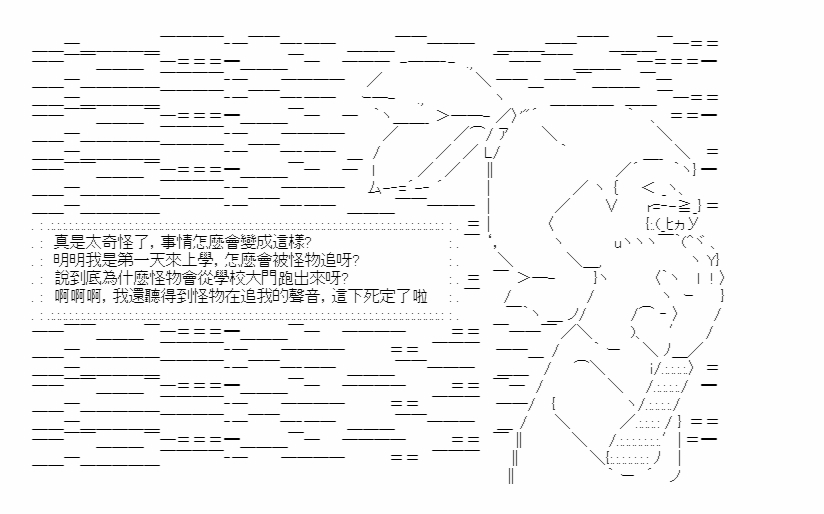 真是太奇怪了, 事情怎麼會變成這樣?
明明我是第一天來上學, 怎麼會被怪物追呀?
說到底為什麼怪物會從學校大門跑出來呀?
啊啊啊, 我還聽得到怪物在追我的聲音, 這下死定了啦